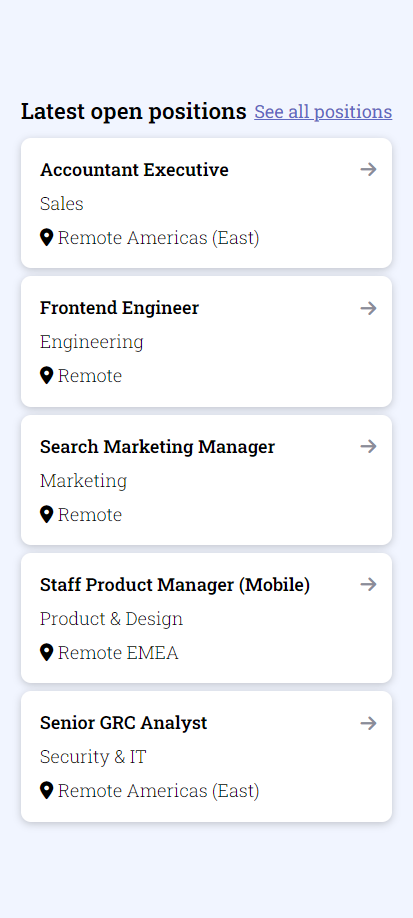 Latest open positions See all positions
Accountant Executive
Sales
Remote Americas (East)
Frontend Engineer
Engineering
Remote
Search Marketing Manager
Marketing
Remote
Staff Product Manager (Mobile)
Product & Design
Remote EMEA
Senior GRC Analyst
Security & IT
Remote Americas (East)